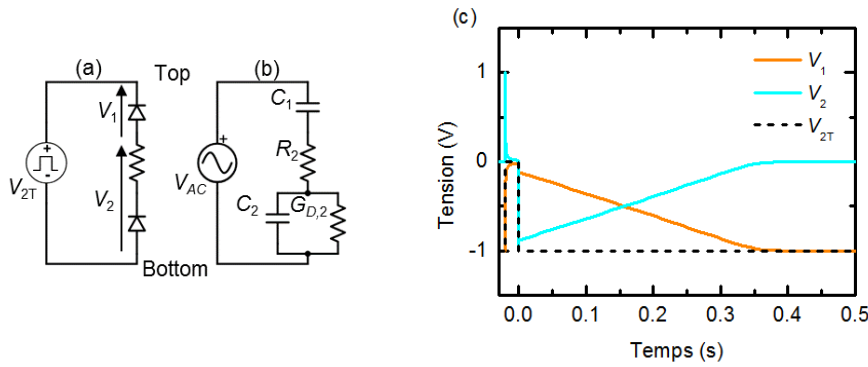 (a)
Top
(b)
V1
V2
V2T
+
-
Bottom
VAC
+
C1
R2
C2
GD,2
(c)
Tension (V)
1
0
-1
V1
V2
V2T
0.0 0.1 0.2 0.3 0.4 0.5
Temps (s)